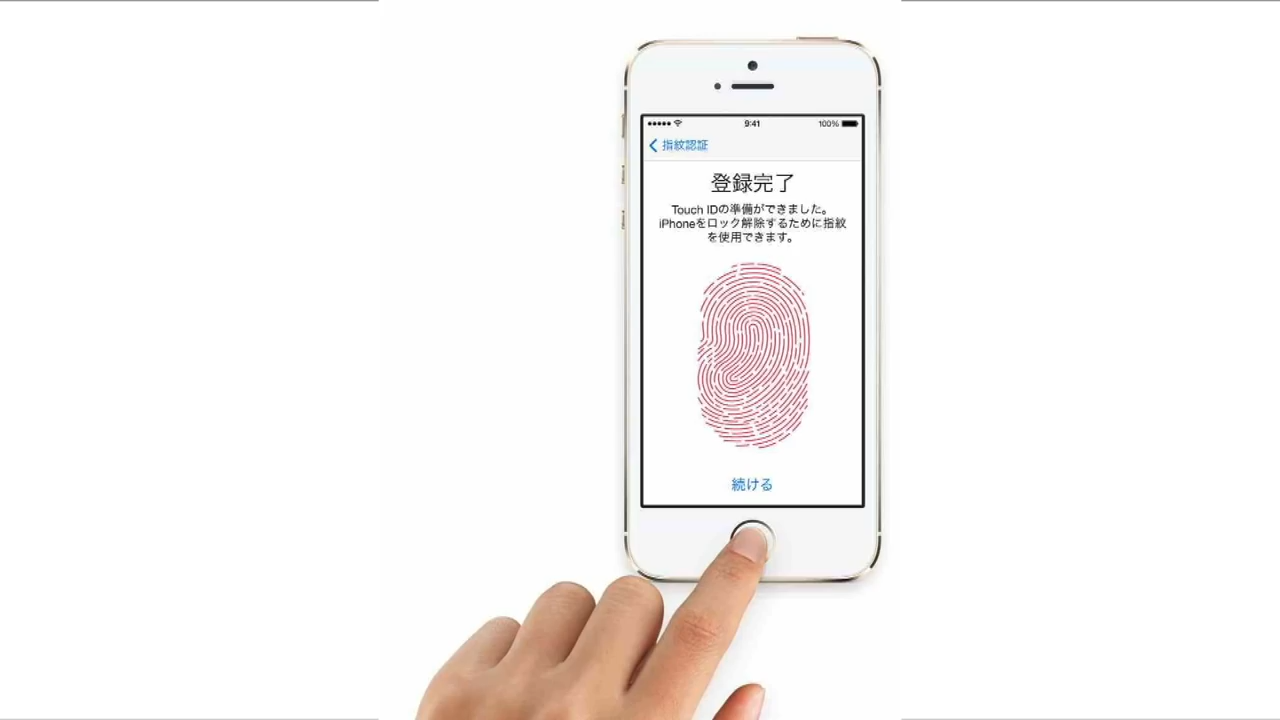 9:41
100%
指紋認証
登録完了
Touch IDの準備ができました。
iPhoneをロック解除するために指紋
を使用できます。
続ける